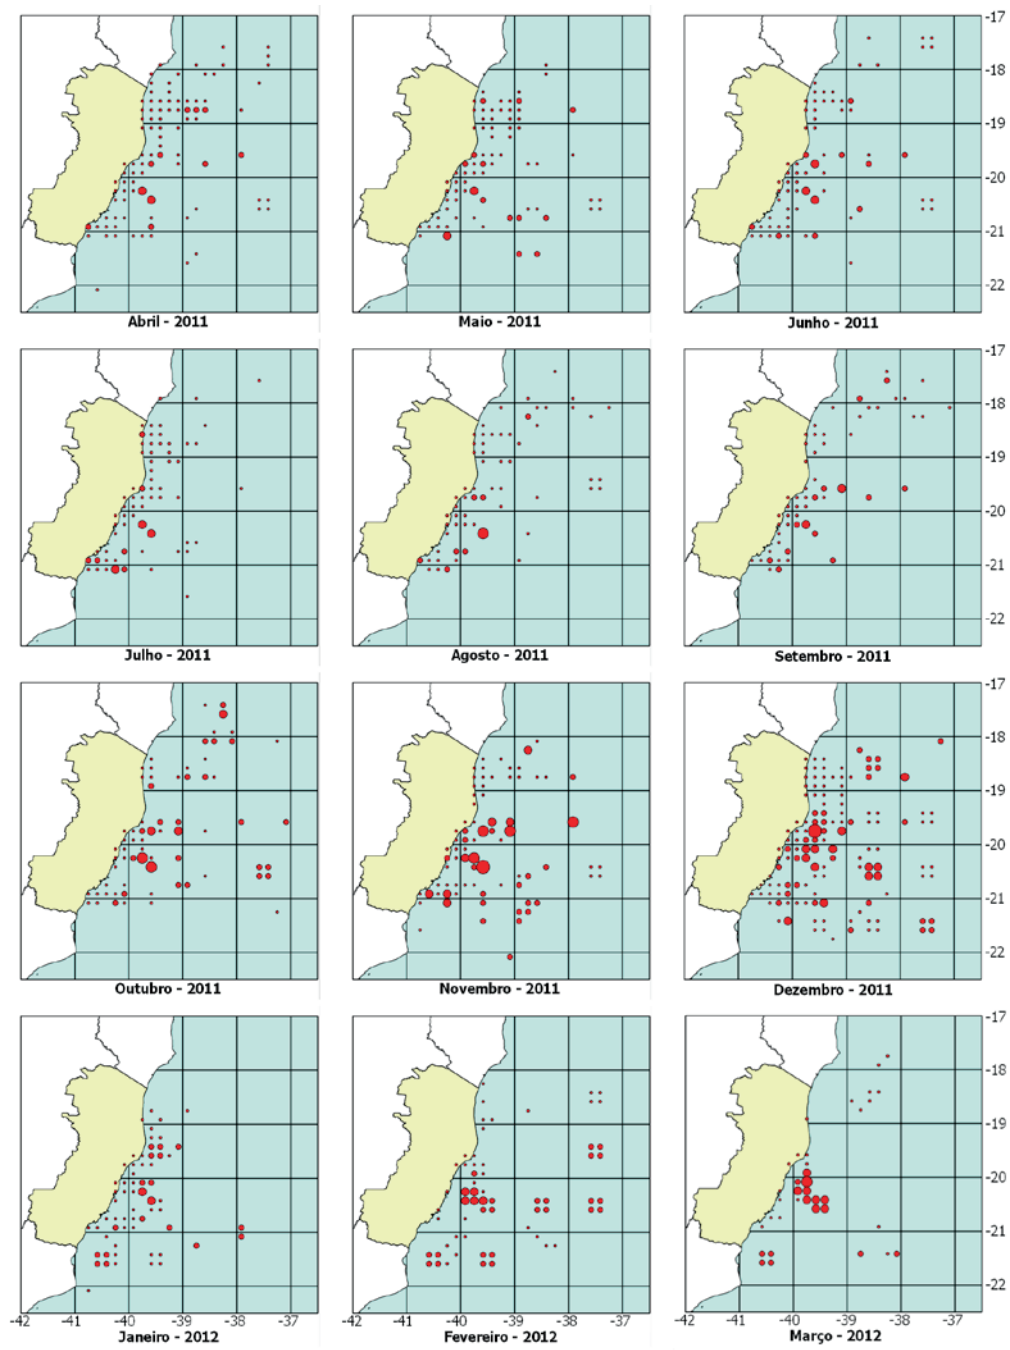 -17
-18
-19
-20
-21
-22
Abril - 2011
Maio - 2011
Junho - 2011
-17
-18
-19
-20
-21
-22
Julho - 2011
Agosto - 2011
Setembro - 2011
-17
-18
-19
-20
-21
-22
Outubro - 2011
Novembro - 2011
Dezembro - 2011
-17
-18
-19
-20
-21
-22
-42 -41 -40 -39 -38 -37
-42 -41 -40 -39 -38 -37
-42 -41 -40 -39 -38 -37
Janeiro - 2012
Fevereiro - 2012
Março - 2012